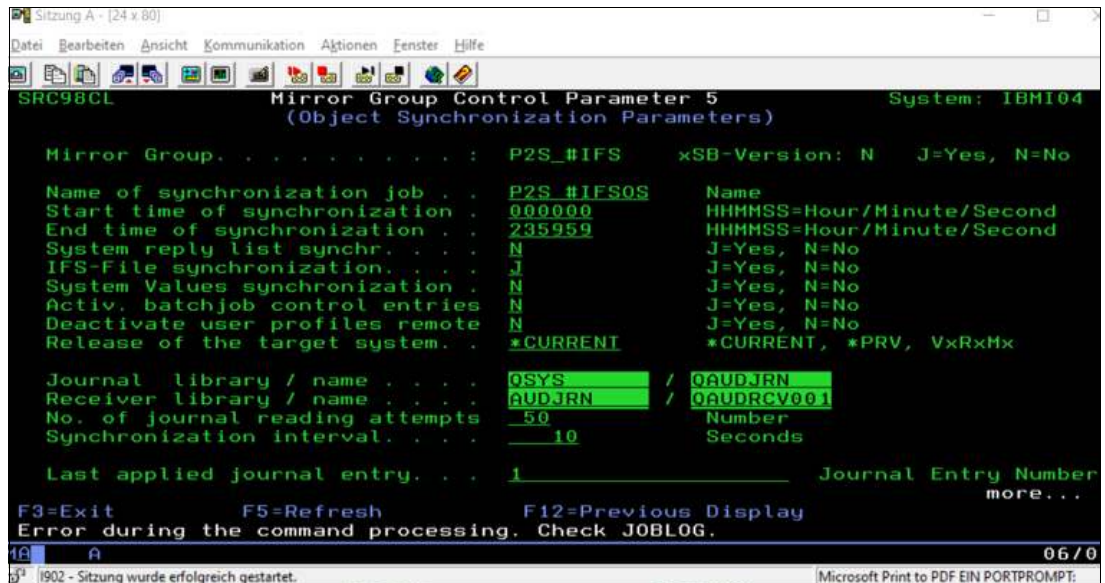 Sitzung A - [24 x 80]
Datei Bearbeiten Ansicht Kommunikation Aktionen Fenster Hilfe
SRC98CL Mirror Group Control Parameter 5 System: IBMI04
(Object Synchronization Parameters)
Mirror Group. . . . . . . . . . : P2S_#IFS xSB-Version: N J=Yes, N=No
Name of synchronization job . . P2S_#IFSOS Name
Start time of synchronization . 000000 HHMMSS=Hour/Minute/Second
End time of synchronization . . 235959 HHMMSS=Hour/Minute/Second
System reply list synchr. . . . N J=Yes, N=No
IFS-File synchronization. . . . J J=Yes, N=No
System Values synchronization . N J=Yes, N=No
Activ. batchjob control entries N J=Yes, N=No
Deactivate user profiles remote N J=Yes, N=No
Release of the target system. . *CURRENT *CURRENT, *PRV, VxRxMx
Journal library / name . . . . QSYS / QAUDJRN
Receiver library / name . . . . AUDJRN / QAUDRCV001
No. of journal reading attempts 50 Number
Synchronization interval. . . . 10 Seconds
Last applied journal entry. . . 1 Journal Entry Number
more...
F3=Exit F5=Refresh F12=Previous Display
Error during the command processing. Check JOBLOG.
MA A 06/0
I902 - Sitzung wurde erfolgreich gestartet. Microsoft Print to PDF EIN PORTPROMPT: